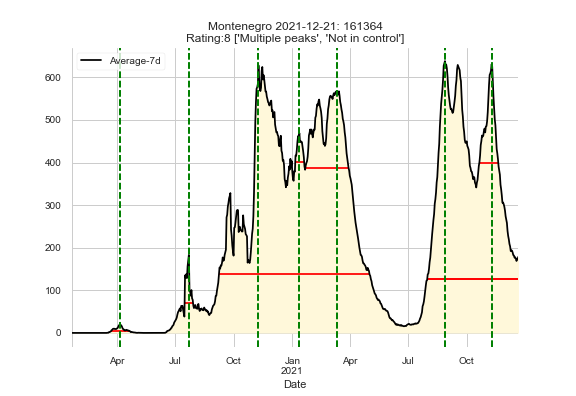 Montenegro 2021-12-21: 161364
Rating:8 ['Multiple peaks', 'Not in control']
Average-7d
600
500
400
300
200
100
0
Apr Jul Oct Jan Apr Jul Oct
2021
Date